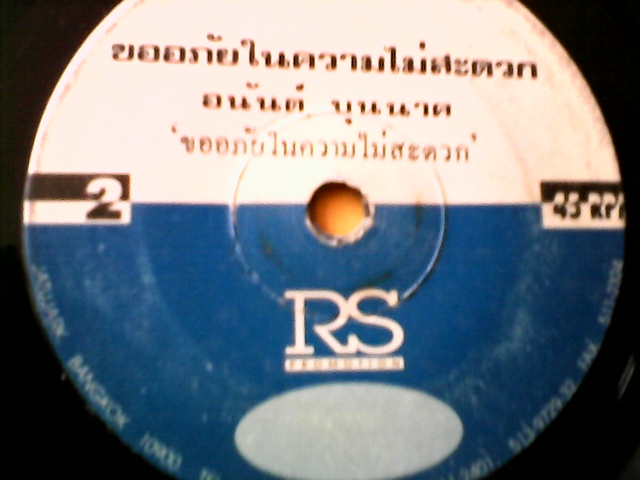 ขออภัยในความไม่สะดวก
อนันต์ บุนนาค
'ขออภัยในความไม่สะดวก'
2
45 RPM
RS
PROMOTION
BANGKOK 10900